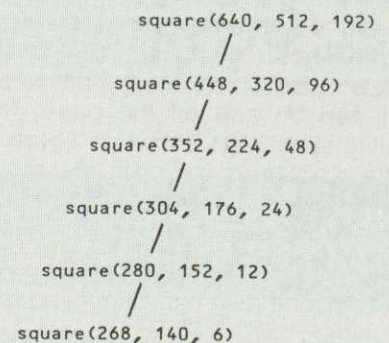 square(640, 512, 192)
square(448, 320, 96)
square(352, 224, 48)
square(304, 176, 24)
square(280, 152, 12)
square(268, 140, 6)